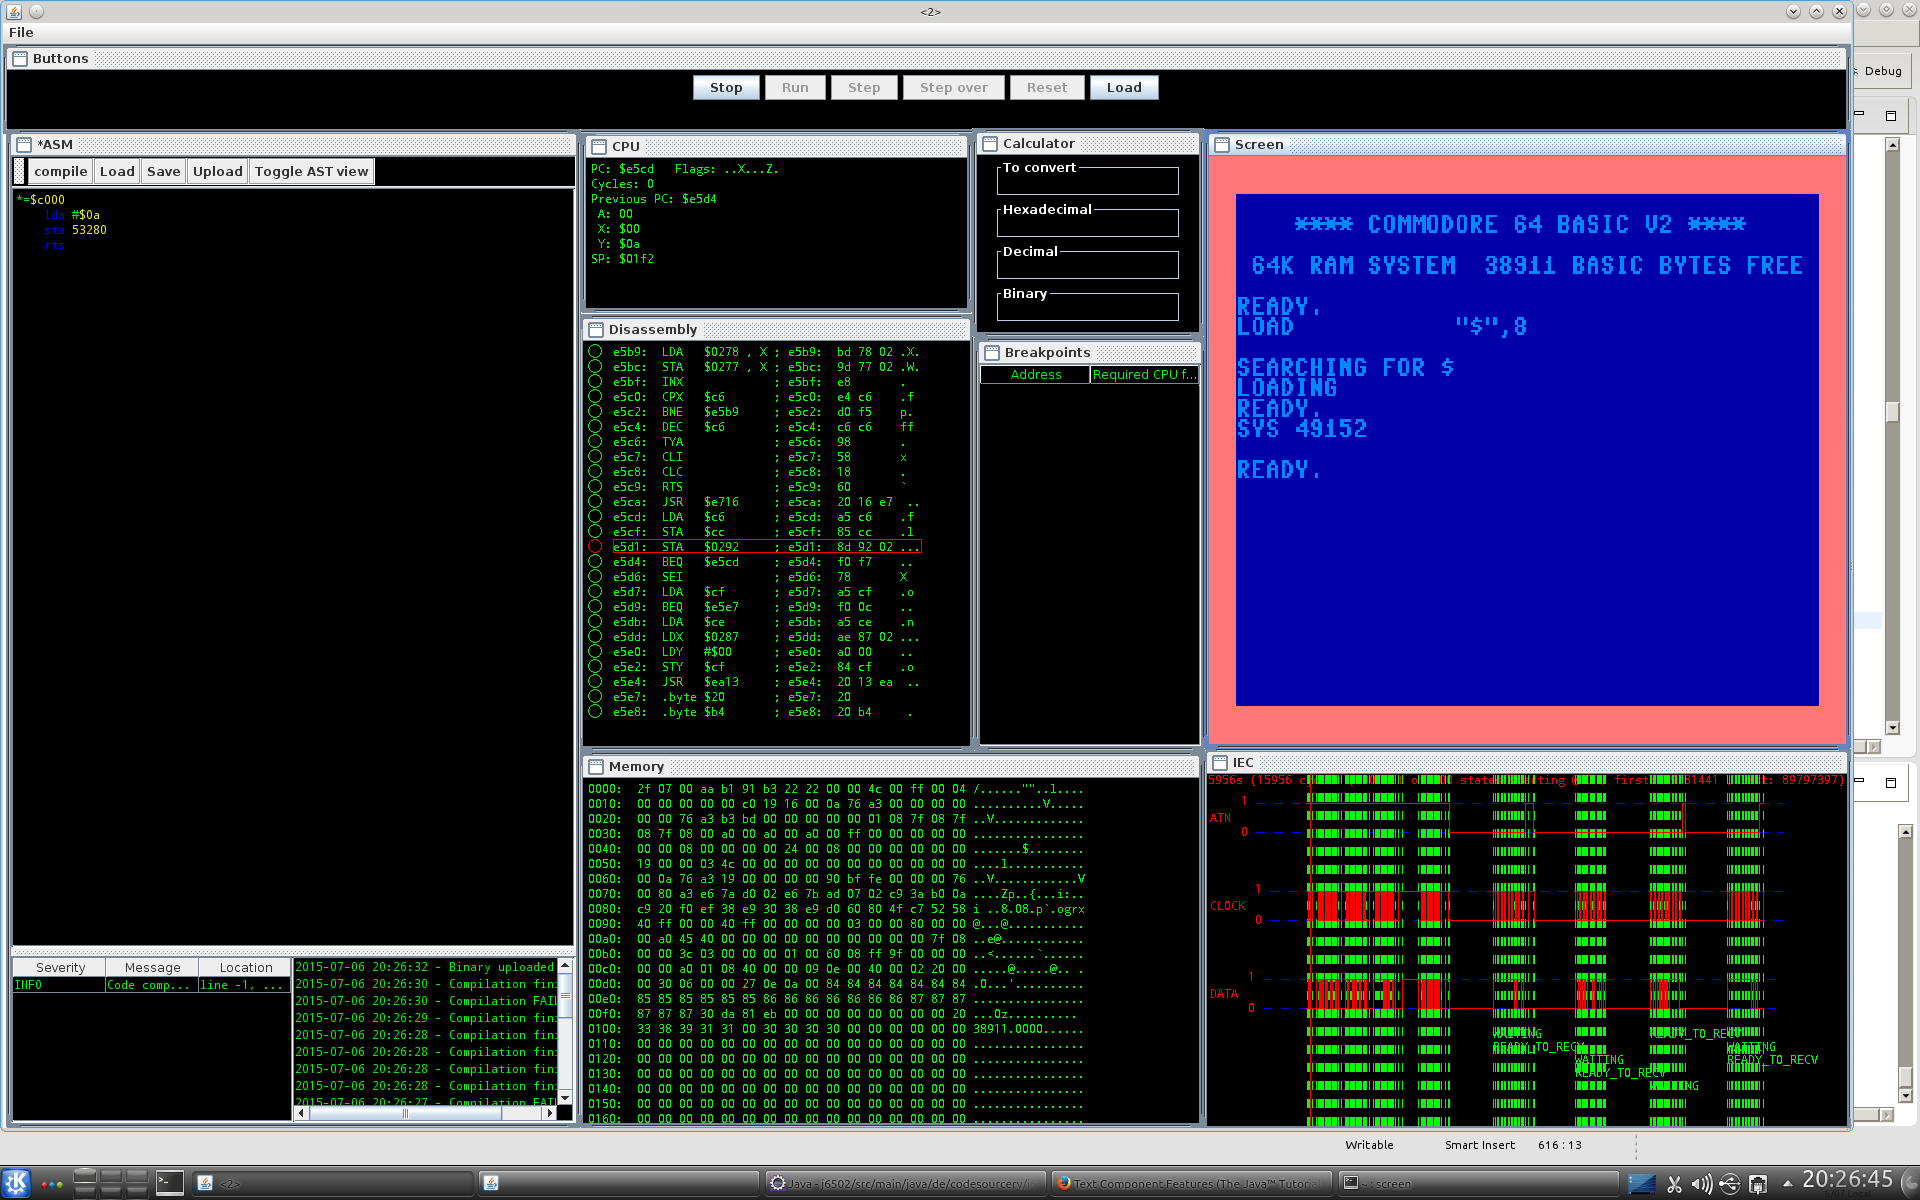 <2>
File
Buttons
Stop Run Step Step over Reset Load
Debug
*ASM
compile Load Save Upload Toggle AST view
*=$c000
lda #$0a
sta 53280
rts
Severity Message Location
INFO Code comp... line -1, ...
2015-07-06 20:26:32 - Binary uploaded
2015-07-06 20:26:30 - Compilation fini
2015-07-06 20:26:30 - Compilation FAIL
2015-07-06 20:26:29 - Compilation fini
2015-07-06 20:26:28 - Compilation fini
2015-07-06 20:26:28 - Compilation fini
2015-07-06 20:26:28 - Compilation fini
2015-07-06 20:26:28 - Compilation fini
2015-07-06 20:26:27 - Compilation FAIL
CPU
PC: $e5cd Flags: ..X...Z.
Cycles: 0
Previous PC: $e5d4
A: 00
X: $00
Y: $0a
SP: $01f2
Disassembly
e5b9: LDA $0278 , X ; e5b9: bd 78 02 .X.
e5bc: STA $0277 , X ; e5bc: 9d 77 02 .W.
e5bf: INX ; e5bf: e8 .
e5c0: CPX $c6 ; e5c0: e4 c6 .f
e5c2: BNE $e5b9 ; e5c2: d0 f5 p.
e5c4: DEC $c6 ; e5c4: c6 c6 ff
e5c6: TYA ; e5c6: 98 .
e5c7: CLI ; e5c7: 58 x
e5c8: CLC ; e5c8: 18 .
e5c9: RTS ; e5c9: 60 `
e5ca: JSR $e716 ; e5ca: 20 16 e7 ..
e5cd: LDA $c6 ; e5cd: a5 c6 .f
e5cf: STA $cc ; e5cf: 85 cc .l
e5d1: STA $0292 ; e5d1: 8d 92 02 ...
e5d4: BEQ $e5cd ; e5d4: f0 f7 ..
e5d6: SEI ; e5d6: 78 X
e5d7: LDA $cf ; e5d7: a5 cf .o
e5d9: BEQ $e5e7 ; e5d9: f0 0c ..
e5db: LDA $ce ; e5db: a5 ce .n
e5dd: LDX $0287 ; e5dd: ae 87 02 ...
e5e0: LDY #$00 ; e5e0: a0 00 ..
e5e2: STY $cf ; e5e2: 84 cf .o
e5e4: JSR $ea13 ; e5e4: 20 13 ea ..
e5e7: .byte $20 ; e5e7: 20
e5e8: .byte $b4 ; e5e8: 20 b4 .
Calculator
To convert
Hexadecimal
Decimal
Binary
Breakpoints
Address Required CPU f...
Screen
**** COMMODORE 64 BASIC V2 ****
64K RAM SYSTEM 38911 BASIC BYTES FREE
READY.
LOAD "$",8
SEARCHING FOR $
LOADING
READY.
SYS 49152
READY.
Memory
0000: 2f 07 00 aa b1 91 b3 22 22 00 00 4c 00 ff 00 04 /......""..l....
0010: 00 00 00 00 00 c0 19 16 00 0a 76 a3 00 00 00 00 ..........V.....
0020: 00 00 76 a3 b3 bd 00 00 00 00 00 01 08 7f 08 7f ..V.............
0030: 08 7f 08 00 a0 00 a0 00 a0 00 ff 00 00 00 00 00 ................
0040: 00 00 08 00 00 00 00 24 00 08 00 00 00 00 00 00 .......$........
0050: 19 00 00 03 4c 00 00 00 00 00 00 00 00 00 00 00 ....l...........
0060: 00 0a 76 a3 19 00 00 00 00 90 bf fe 00 00 00 76 ..V............V
0070: 00 80 a3 e6 7a d0 02 e6 7b ad 07 02 c9 3a b0 0a ....Zp..{...i:..
0080: c9 20 f0 ef 38 e9 30 38 e9 d0 60 80 4f c7 52 58 i ..8.08.p`.ogrx
0090: 40 ff 00 00 40 ff 00 00 00 00 03 00 00 80 00 00 @...@...........
00a0: 00 a0 45 40 00 00 00 00 00 00 00 00 00 00 7f 08 ..e@............
00b0: 00 00 3c 03 00 00 00 01 00 60 08 ff 9f 00 00 00 ..<......`......
00c0: 00 00 a0 01 08 40 00 00 09 0e 00 40 00 02 20 00 .....@.....@.. .
00d0: 00 30 06 00 00 27 0e 0a 00 84 84 84 84 84 84 84 .0...'..........
00e0: 85 85 85 85 85 85 86 86 86 86 86 86 86 87 87 87 ................
00f0: 87 87 87 30 da 81 eb 00 00 00 00 00 00 00 00 20 ...0z.......... 
0100: 33 38 39 31 31 00 30 30 30 30 00 00 00 00 00 00 38911.0000......
0110: 00 00 00 00 00 00 00 00 00 00 00 00 00 00 00 00 ................
0120: 00 00 00 00 00 00 00 00 00 00 00 00 00 00 00 00 ................
0130: 00 00 00 00 00 00 00 00 00 00 00 00 00 00 00 00 ................
0140: 00 00 00 00 00 00 00 00 00 00 00 00 00 00 00 00 ................
0150: 00 00 00 00 00 00 00 00 00 00 00 00 00 00 00 00 ................
0160: 00 00 00 00 00 00 00 00 00 00 00 00 00 00 00 00 ................
IEC
5956s (15956 89797397)
1
ATN
0
1
CLOCK
0
1
DATA
0
WAITING READY_TO_RECV
READY_TO_RECV WAITING
WAITING READY_TO_RECV
READY_TO_RECV
WAITING
Writable Smart Insert 616 : 13
<2> Java - j6502/src/main/java/de/codesourcery/ Text Component Features (The Java™ Tutorial ~ : screen 20:26:45